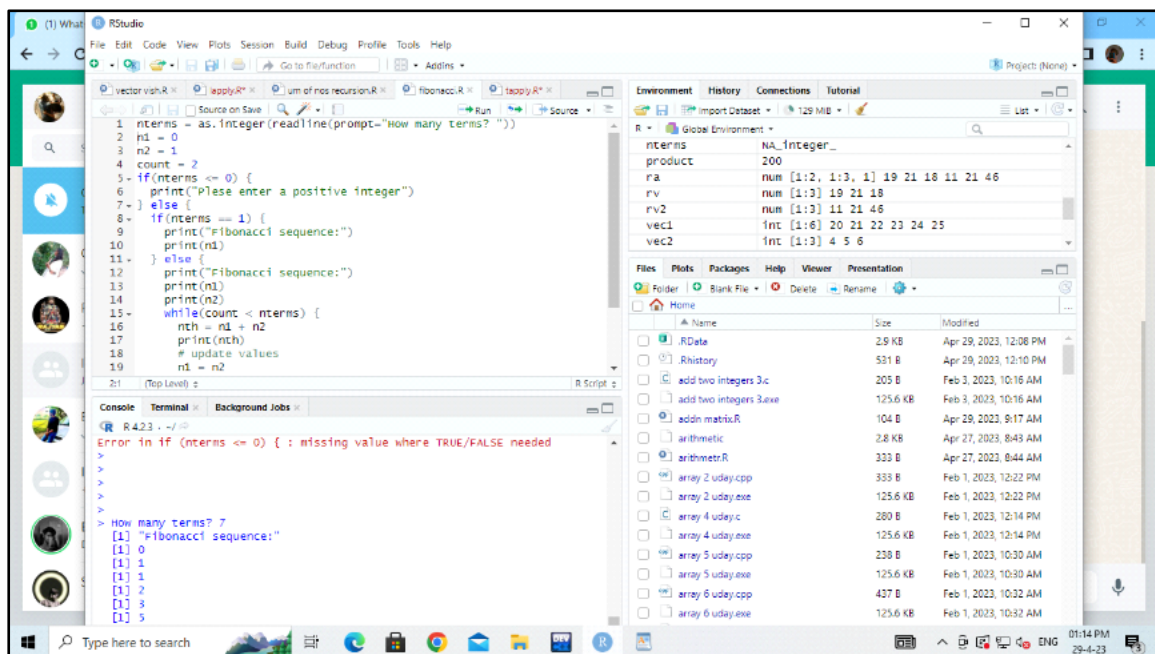 (1) What
RStudio
File Edit Code View Plots Session Build Debug Profile Tools Help
Go to file/function
Addins
Project: (None)
vector vish.R
lapply.R*
um of nos recursion.R
fibonacc.R
tapply.R*
Source on Save
Run
Source
1 nterms = as.integer(readline(prompt="How many terms? "))
2 n1 = 0
3 n2 = 1
4 count = 2
5 if(nterms <= 0) {
6 print("Plese enter a positive integer")
7 } else {
8 if(nterms == 1) {
9 print("Fibonacci sequence:")
10 print(n1)
11 } else {
12 print("Fibonacci sequence:")
13 print(n1)
14 print(n2)
15 while(count < nterms) {
16 nth = n1 + n2
17 print(nth)
18 # update values
19 n1 = n2
2:1 (Top Level) R Script
Console Terminal Background Jobs
R R 4.2.3 · ~/
Error in if (nterms <= 0) { : missing value where TRUE/FALSE needed
>
>
>
>
>
> How many terms? 7
[1] "Fibonacci sequence:"
[1] 0
[1] 1
[1] 1
[1] 2
[1] 3
[1] 5
Environment History Connections Tutorial
Import Dataset 129 MiB List
R Global Environment
nterms NA_integer_
product 200
ra num [1:2, 1:3, 1] 19 21 18 11 21 46
rv num [1:3] 19 21 18
rv2 num [1:3] 11 21 46
vec1 int [1:6] 20 21 22 23 24 25
vec2 int [1:3] 4 5 6
Files Plots Packages Help Viewer Presentation
Folder Blank File Delete Rename
Home
Name Size Modified
.RData 2.9 KB Apr 29, 2023, 12:08 PM
.Rhistory 531 B Apr 29, 2023, 12:10 PM
add two integers 3.c 205 B Feb 3, 2023, 10:16 AM
add two integers 3.exe 125.6 KB Feb 3, 2023, 10:16 AM
addn matrix.R 104 B Apr 29, 2023, 9:17 AM
arithmetic 2.8 KB Apr 27, 2023, 8:43 AM
arithmetr.R 333 B Apr 27, 2023, 8:44 AM
array 2 uday.cpp 333 B Feb 1, 2023, 12:22 PM
array 2 uday.exe 125.6 KB Feb 1, 2023, 12:22 PM
array 4 uday.c 280 B Feb 1, 2023, 12:14 PM
array 4 uday.exe 125.6 KB Feb 1, 2023, 12:14 PM
array 5 uday.cpp 238 B Feb 1, 2023, 10:30 AM
array 5 uday.exe 125.6 KB Feb 1, 2023, 10:30 AM
array 6 uday.cpp 437 B Feb 1, 2023, 10:32 AM
array 6 uday.exe 125.6 KB Feb 1, 2023, 10:32 AM
Type here to search
ENG
01:14 PM
29-4-23